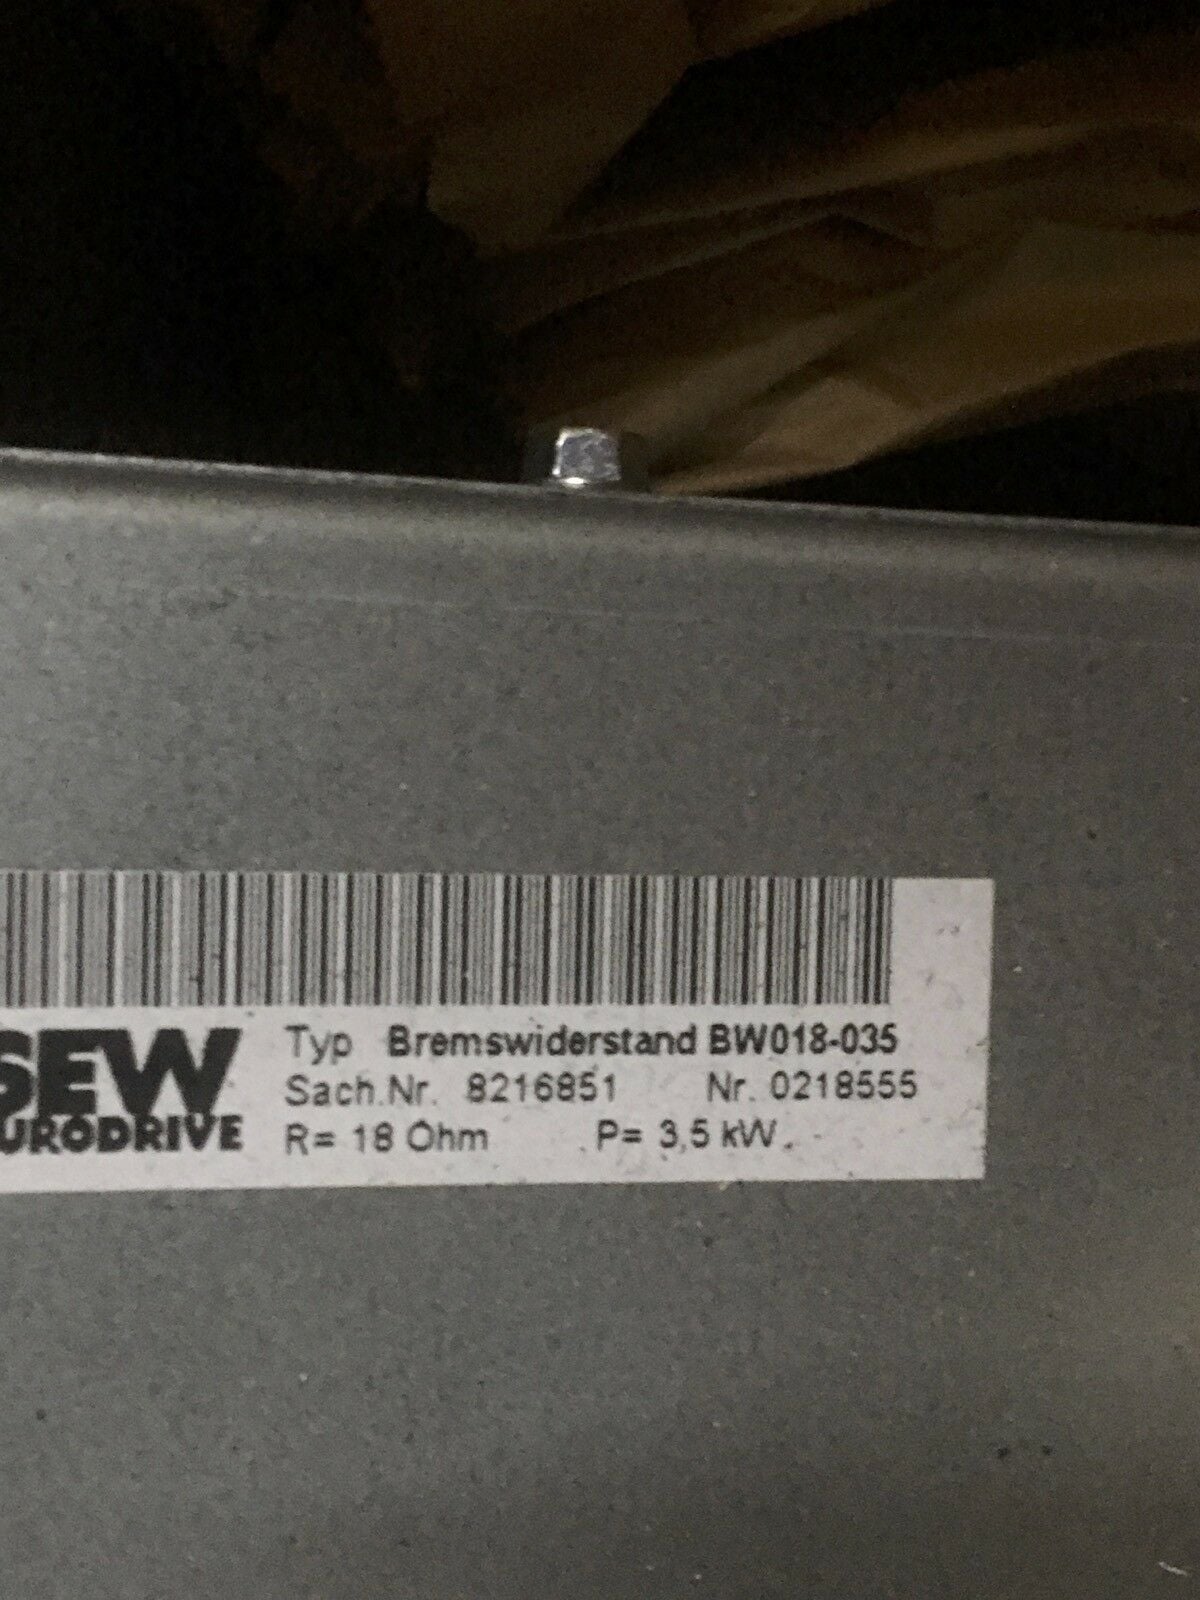 SEW
URODRIVE
Typ Bremswiderstand BW018-035
Sach.Nr. 8216851 Nr. 0218555
R= 18 Ohm P= 3,5 kW